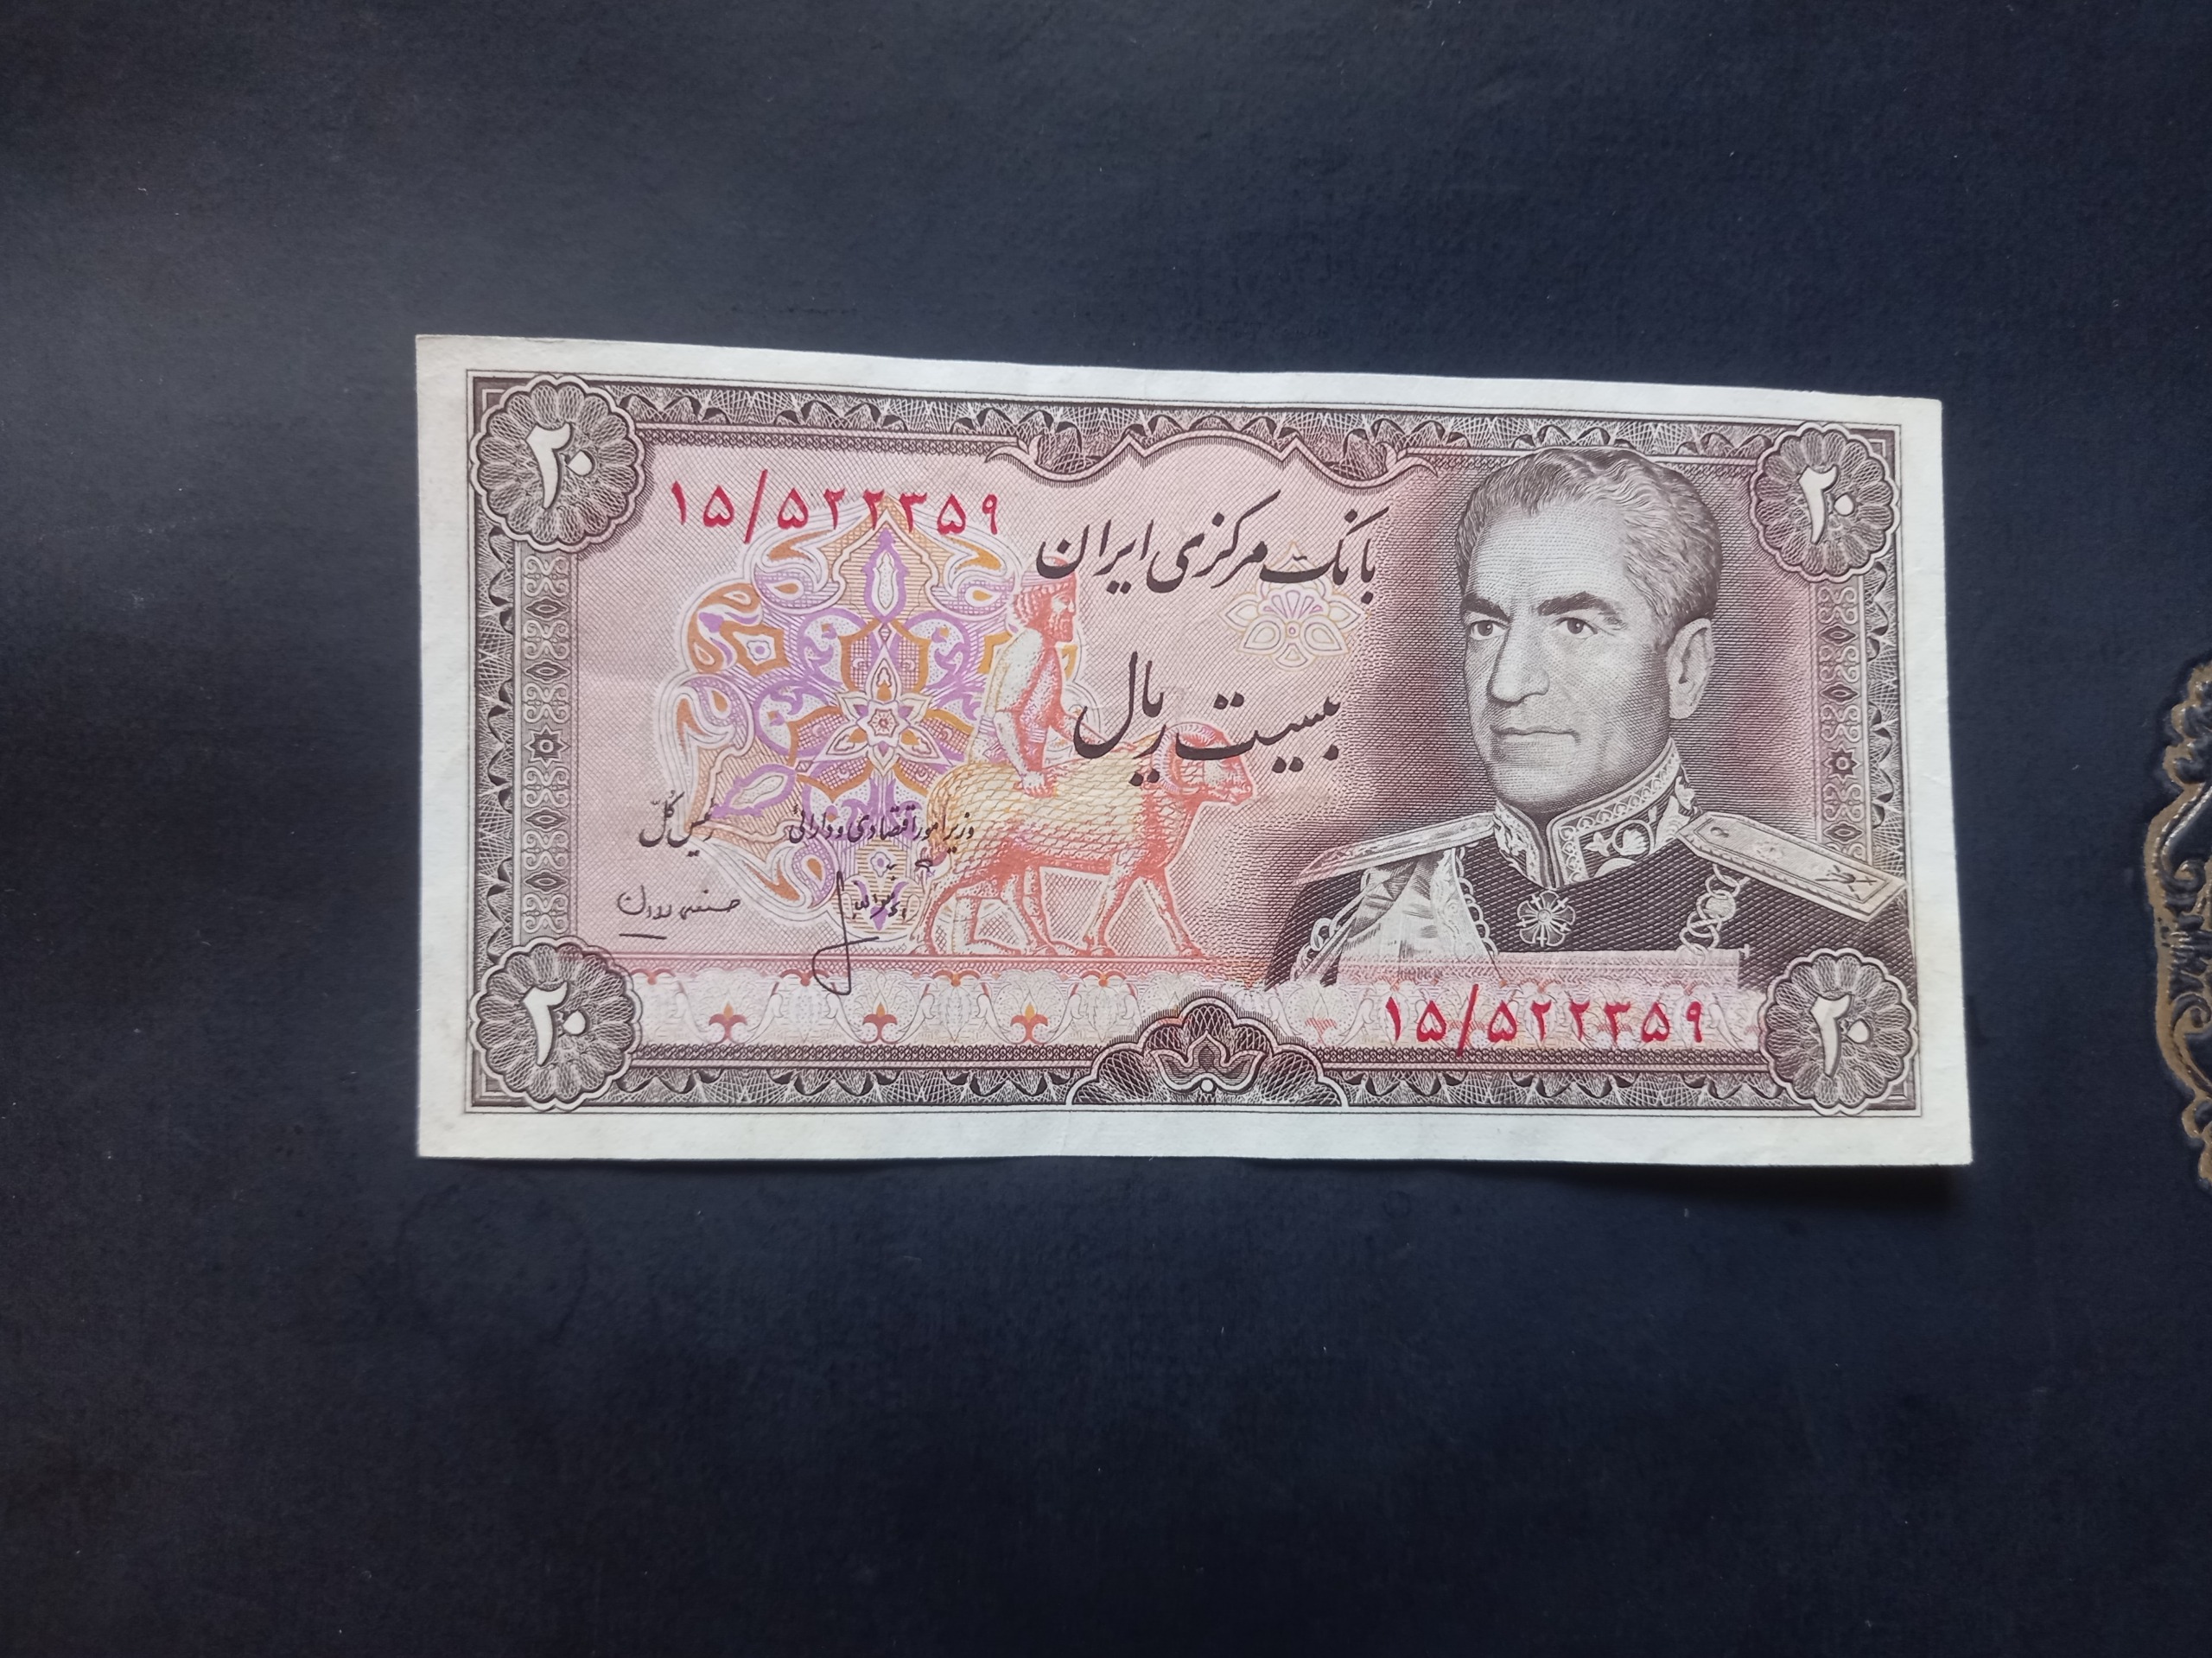 ۲۰
۲۰
۱۵/۵۲۲۳۵۹
بانک مرکزی ایران
بیست ریال
وزیر امور اقتصادی و دارائی
رئیس کل
۱۵/۵۲۲۳۵۹
۲۰
۲۰